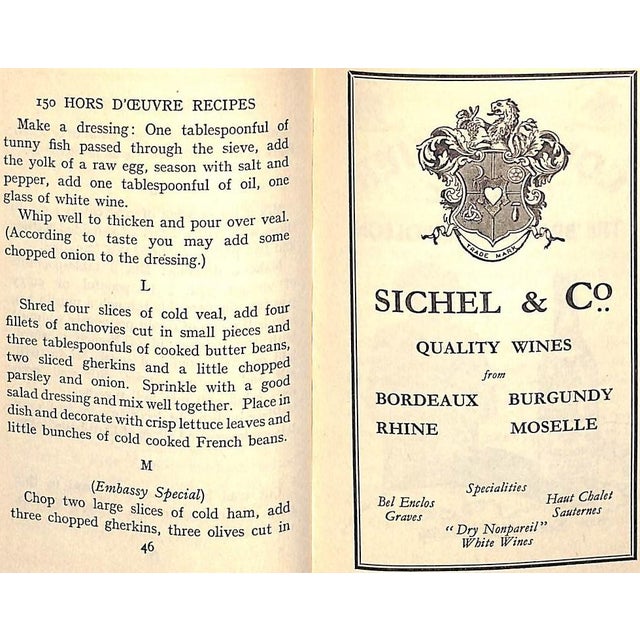 150 HORS D'ŒUVRE RECIPES
Make a dressing: One tablespoonful of
tunny fish passed through the sieve, add
the yolk of a raw egg, season with salt and
pepper, add one tablespoonful of oil, one
glass of white wine.
Whip well to thicken and pour over veal.
(According to taste you may add some
chopped onion to the dressing.)
L
Shred four slices of cold veal, add four
fillets of anchovies cut in small pieces and
three tablespoonfuls of cooked butter beans,
two sliced gherkins and a little chopped
parsley and onion. Sprinkle with a good
salad dressing and mix well together. Place in
dish and decorate with crisp lettuce leaves and
little bunches of cold cooked French beans.
M
(Embassy Special)
Chop two large slices of cold ham, add
three chopped gherkins, three olives cut in
46
TRADE MARK
SICHEL & Co.
QUALITY WINES
from
BORDEAUX BURGUNDY
RHINE MOSELLE
Specialities
Bel Enclos
Graves
Haut Chalet
Sauternes
"Dry Nonpareil"
White Wines